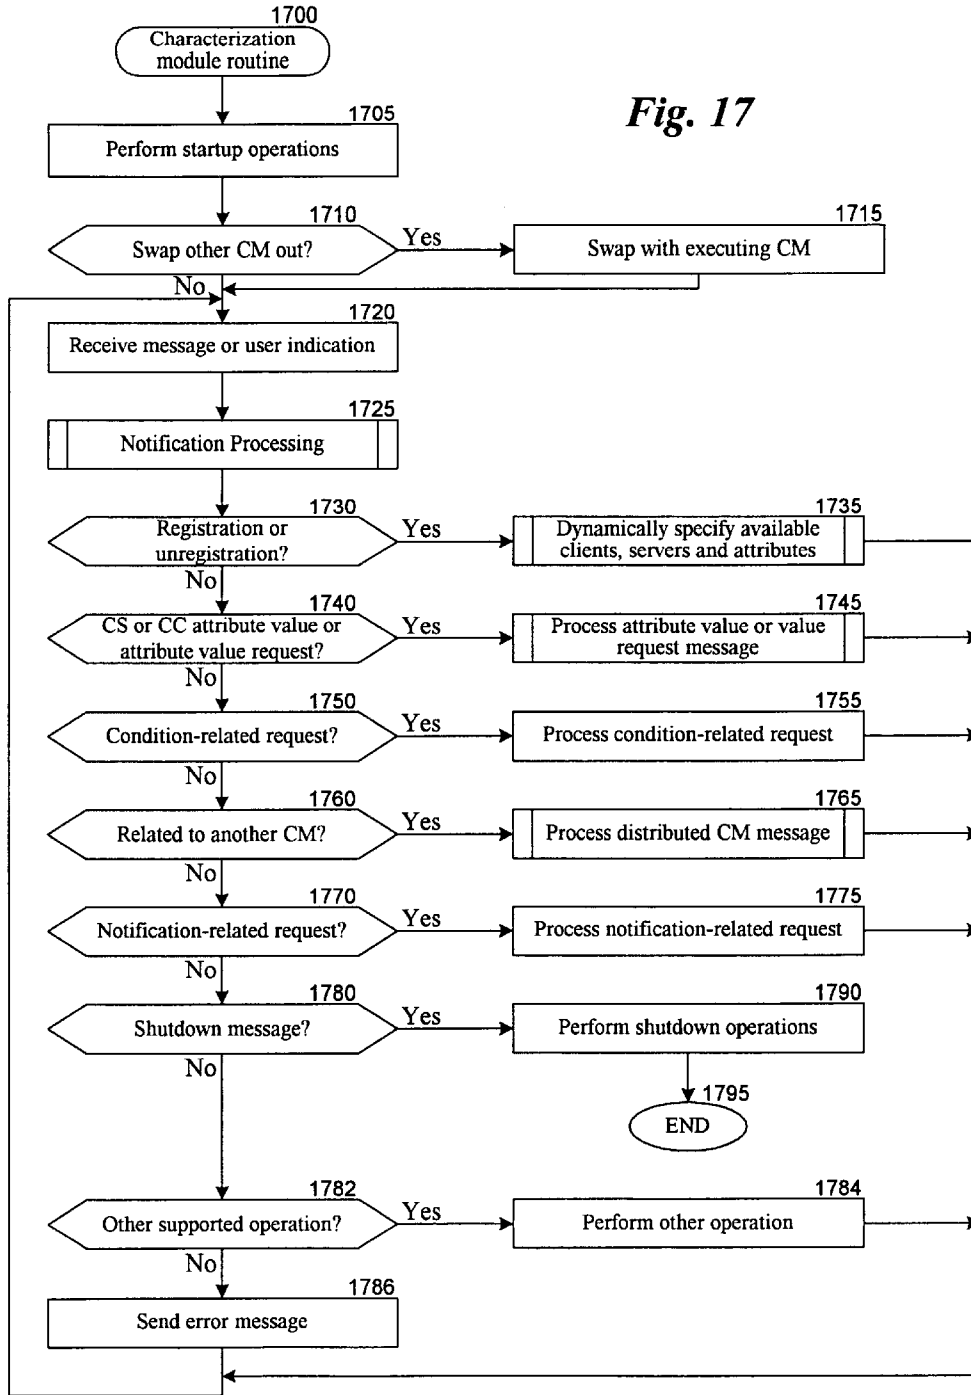 1700
Characterization
module routine
Fig. 17
1705
Perform startup operations
1710
Swap other CM out?
Yes
1715
Swap with executing CM
No
1720
Receive message or user indication
1725
Notification Processing
1730
Registration or
unregistration?
Yes
1735
Dynamically specify available
clients, servers and attributes
No
1740
CS or CC attribute value or
attribute value request?
Yes
1745
Process attribute value or value
request message
No
1750
Condition-related request?
Yes
1755
Process condition-related request
No
1760
Related to another CM?
Yes
1765
Process distributed CM message
No
1770
Notification-related request?
Yes
1775
Process notification-related request
No
1780
Shutdown message?
Yes
1790
Perform shutdown operations
No
1795
END
1782
Other supported operation?
Yes
1784
Perform other operation
No
1786
Send error message